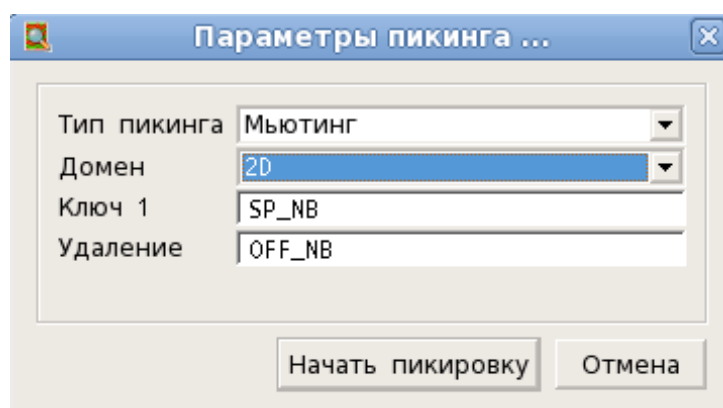 Параметры пикинга ...
Тип пикинга Мьютинг
Домен 2D
Ключ 1 SP_NB
Удаление OFF_NB
Начать пикировку Отмена